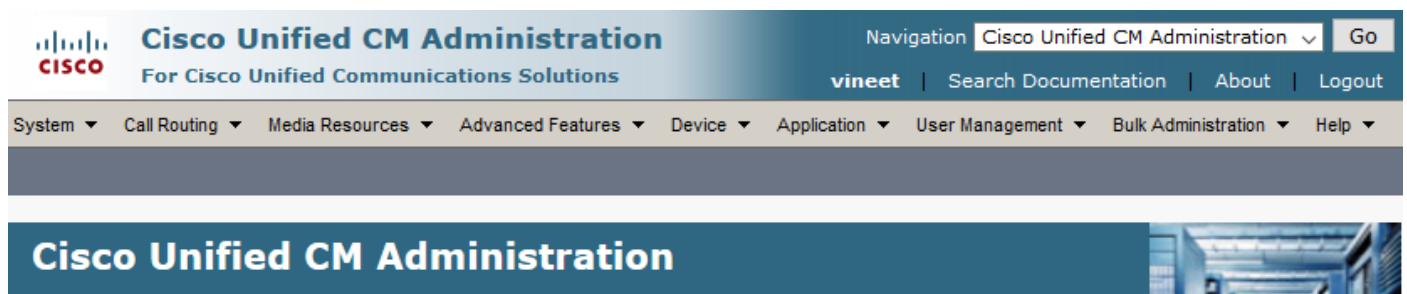 Cisco Unified CM Administration
Navigation Cisco Unified CM Administration Go
CISCO
For Cisco Unified Communications Solutions
vineet | Search Documentation | About | Logout
System Call Routing Media Resources Advanced Features Device Application User Management Bulk Administration Help
Cisco Unified CM Administration